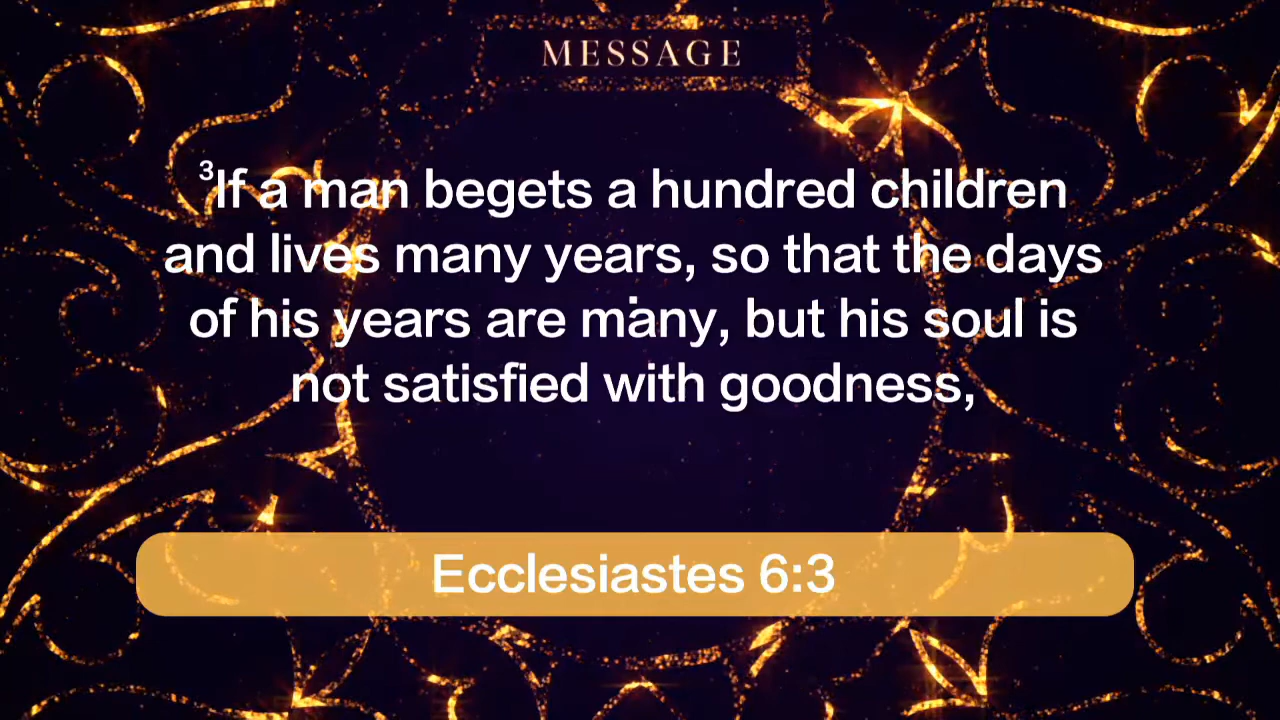 MESSAGE
³If a man begets a hundred children
and lives many years, so that the days
of his years are many, but his soul is
not satisfied with goodness,
Ecclesiastes 6:3